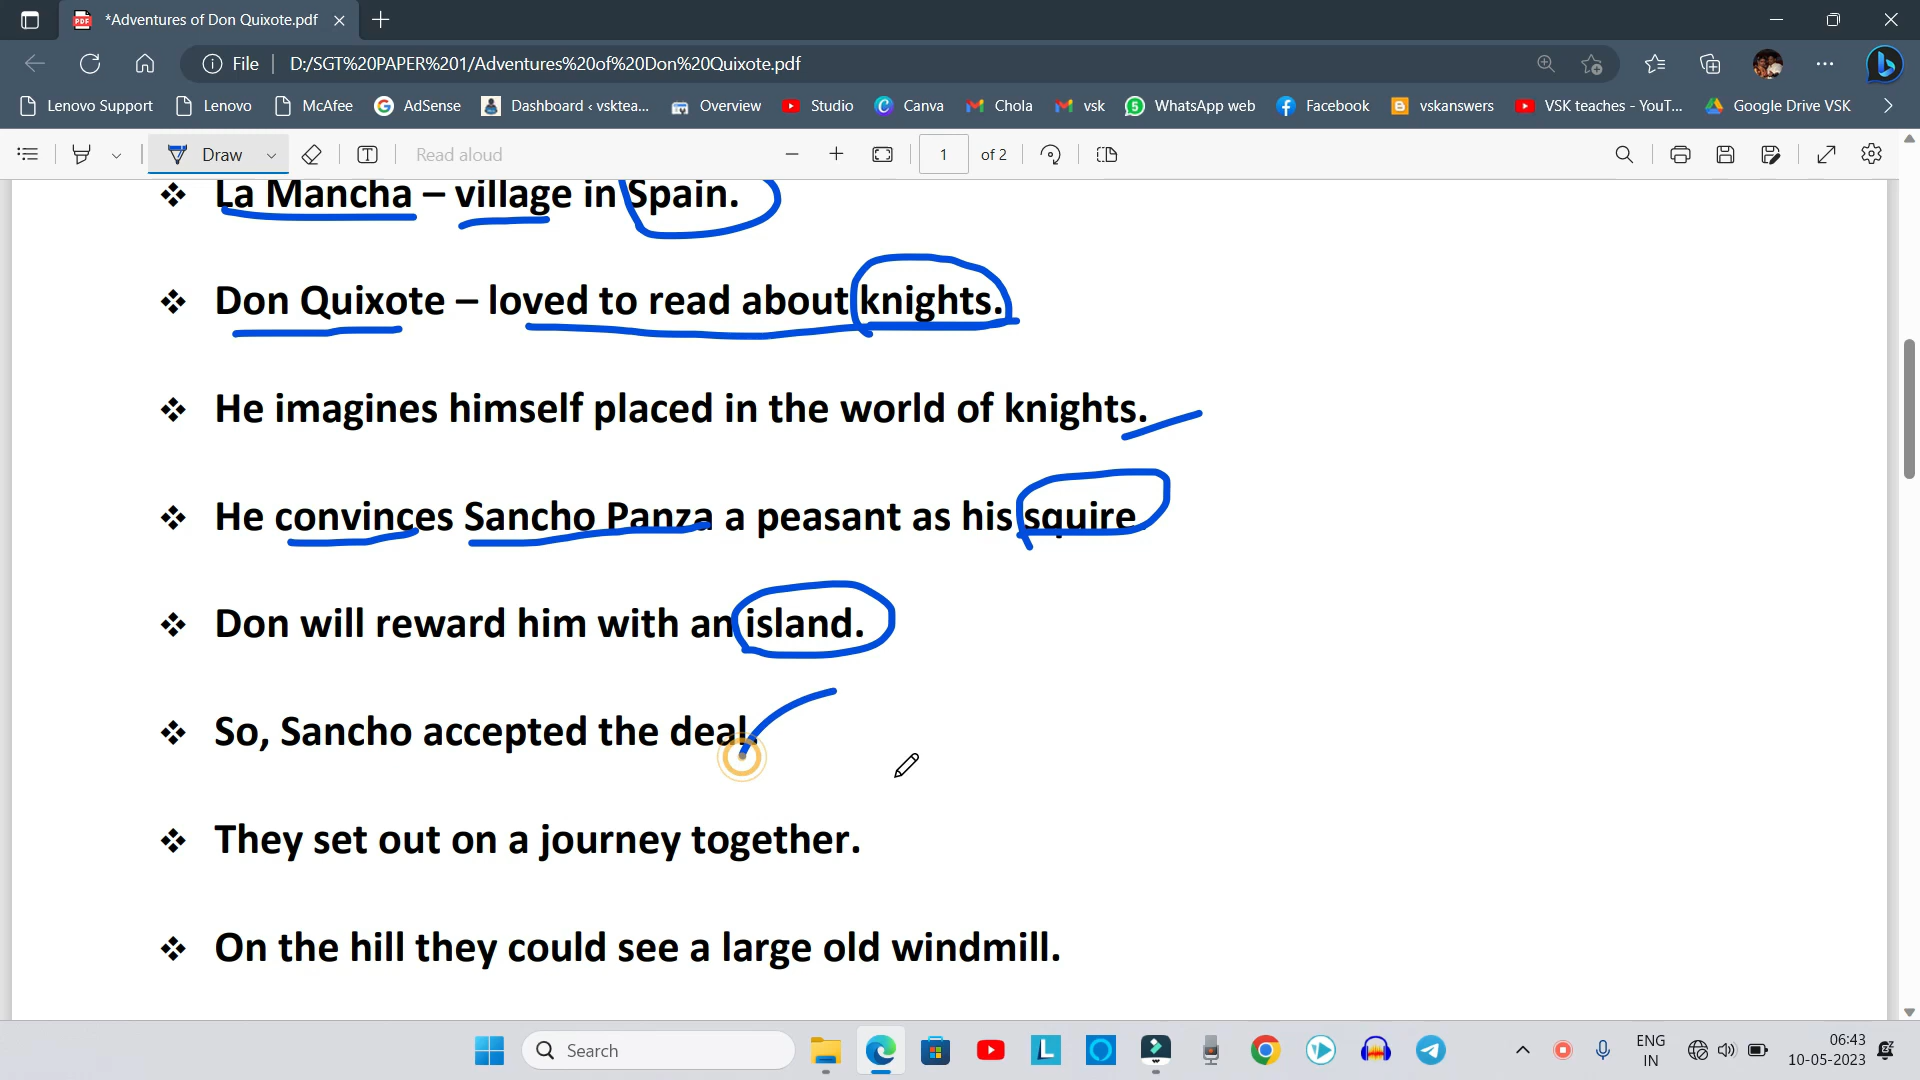 *Adventures of Don Quixote.pdf
File D:/SGT%20PAPER%201/Adventures%20of%20Don%20Quixote.pdf
Lenovo Support Lenovo McAfee AdSense Dashboard ‹ vsktea... Overview Studio Canva Chola vsk WhatsApp web Facebook vskanswers VSK teaches - YouT... Google Drive VSK
Draw Read aloud 1 of 2
❖ La Mancha – village in Spain.
❖ Don Quixote – loved to read about knights.
❖ He imagines himself placed in the world of knights.
❖ He convinces Sancho Panza a peasant as his squire.
❖ Don will reward him with an island.
❖ So, Sancho accepted the deal.
❖ They set out on a journey together.
❖ On the hill they could see a large old windmill.
Search
ENG
IN
06:43
10-05-2023